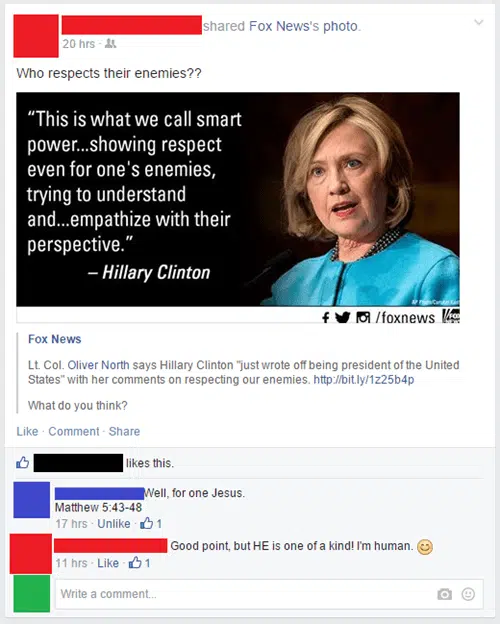 shared Fox News's photo.
20 hrs ·
Who respects their enemies??
“This is what we call smart
power...showing respect
even for one's enemies,
trying to understand
and...empathize with their
perspective.”
– Hillary Clinton
/foxnews
Fox News
Lt. Col. Oliver North says Hillary Clinton "just wrote off being president of the United
States" with her comments on respecting our enemies. http://bit.ly/1z25b4p
What do you think?
Like · Comment · Share
likes this.
Well, for one Jesus.
Matthew 5:43-48
17 hrs · Unlike · 1
Good point, but HE is one of a kind! I'm human.
11 hrs · Like · 1
Write a comment...